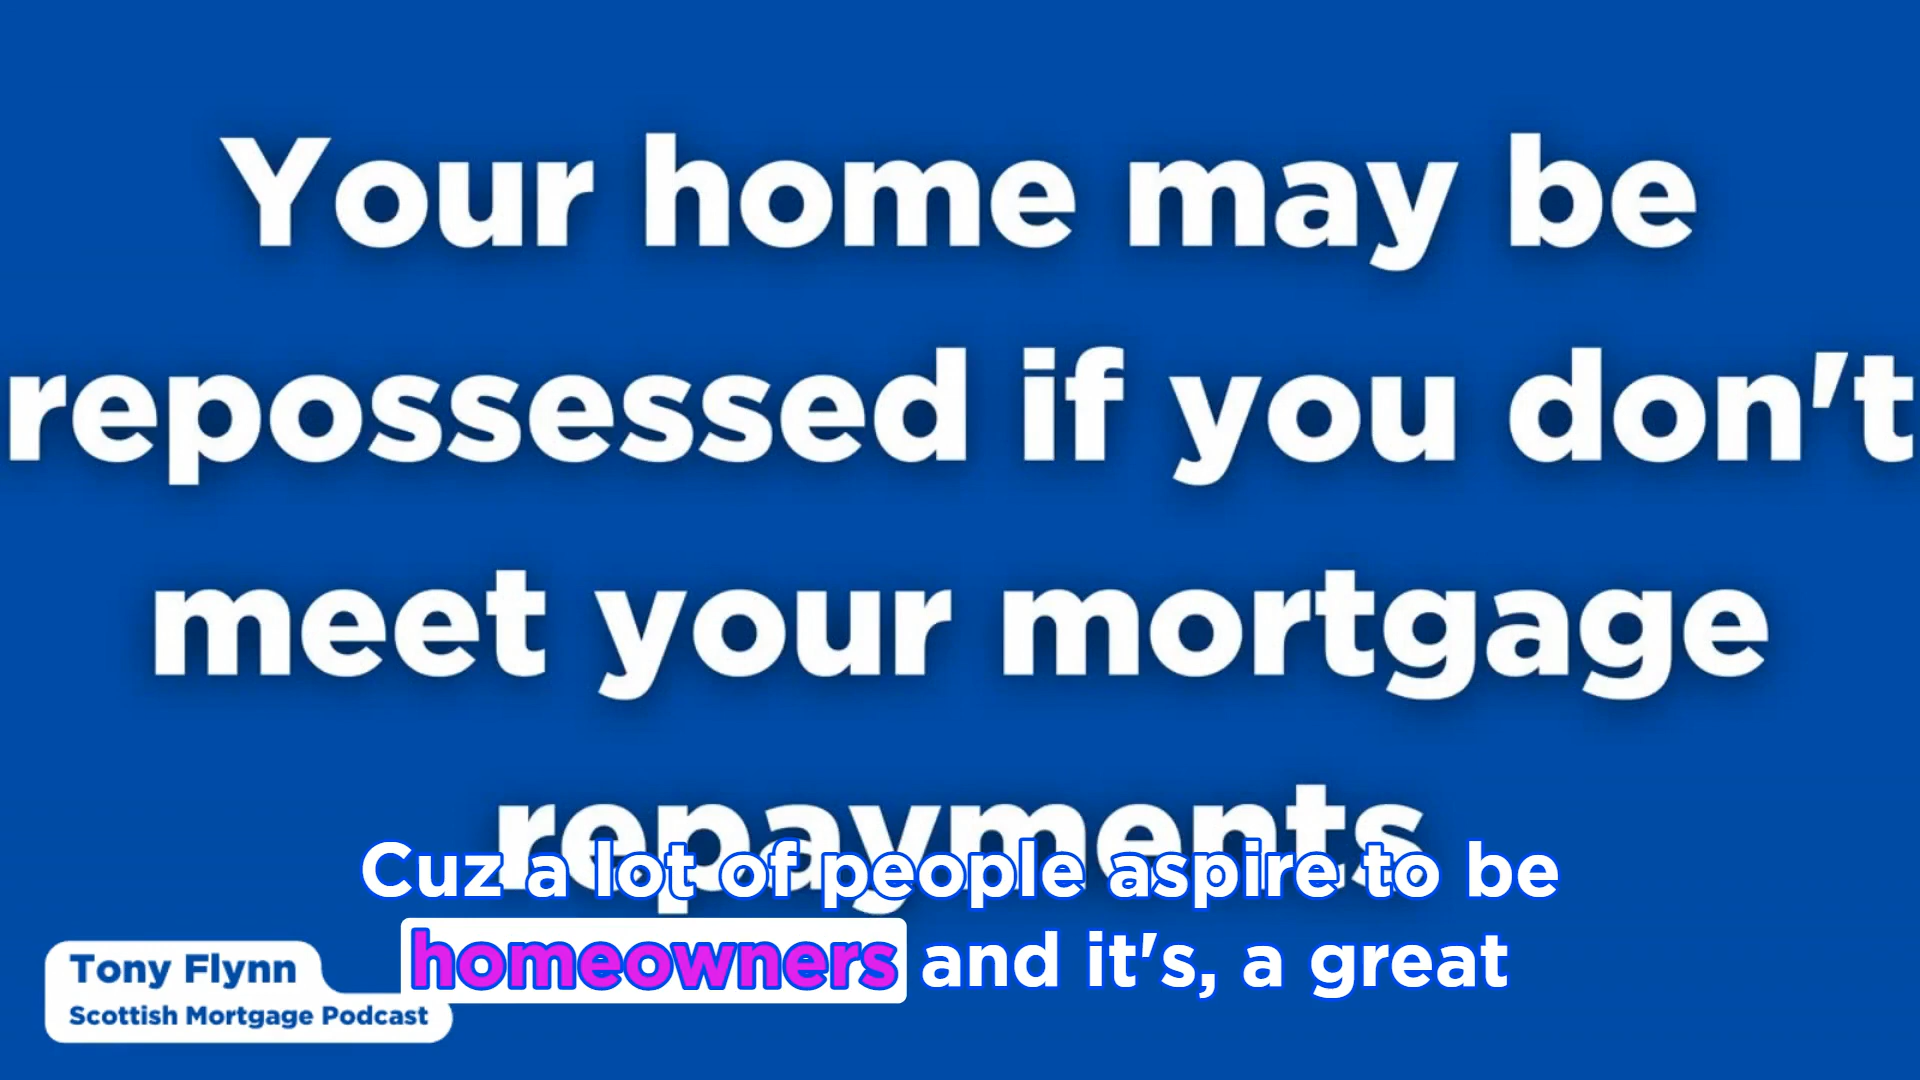 Your home may be
repossessed if you don't
meet your mortgage
repayments
Cuz a lot of people aspire to be
homeowners and it's, a great
Tony Flynn
Scottish Mortgage Podcast